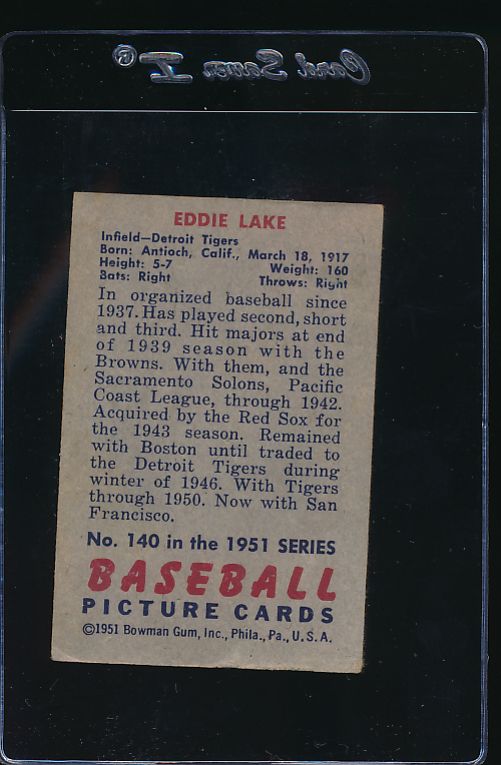 Card Saver I®
EDDIE LAKE
Infield—Detroit Tigers
Born: Antioch, Calif., March 18, 1917
Height: 5-7 Weight: 160
Bats: Right Throws: Right
In organized baseball since
1937. Has played second, short
and third. Hit majors at end
of 1939 season with the
Browns. With them, and the
Sacramento Solons, Pacific
Coast League, through 1942.
Acquired by the Red Sox for
the 1943 season. Remained
with Boston until traded to
the Detroit Tigers during
winter of 1946. With Tigers
through 1950. Now with San
Francisco.
No. 140 in the 1951 SERIES
BASEBALL
PICTURE CARDS
©1951 Bowman Gum, Inc., Phila., Pa., U.S.A.